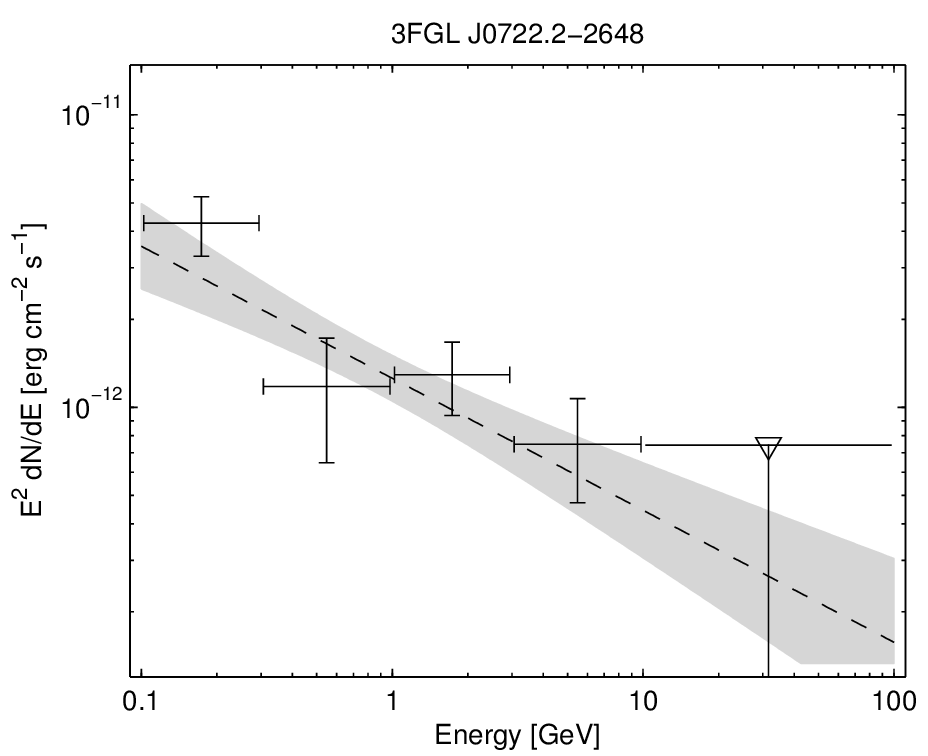 3FGL J0722.2−2648
10⁻¹¹
10⁻¹²
E² dN/dE [erg cm⁻² s⁻¹]
0.1 1 10 100
Energy [GeV]